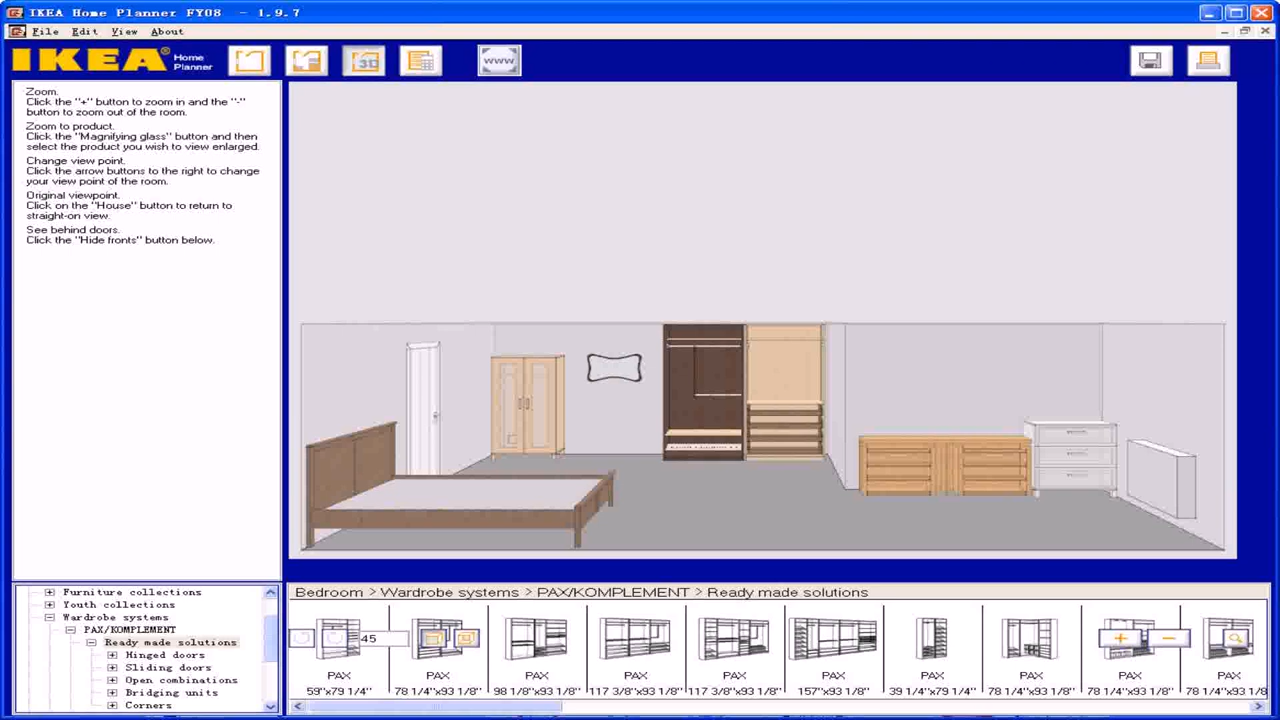 IKEA Home Planner FY08 - 1.9.7
File Edit View About
IKEA® Home Planner
3D
WWW
Zoom.
Click the "+" button to zoom in and the "-"
button to zoom out of the room.
Zoom to product.
Click the "Magnifying glass" button and then
select the product you wish to view enlarged.
Change view point.
Click the arrow buttons to the right to change
your view point of the room.
Original viewpoint.
Click on the "House" button to return to
straight-on view.
See behind doors.
Click the "Hide fronts" button below.
Furniture collections
Youth collections
Wardrobe systems
PAX/KOMPLEMENT
Ready made solutions
Hinged doors
Sliding doors
Open combinations
Bridging units
Corners
Bedroom > Wardrobe systems > PAX/KOMPLEMENT > Ready made solutions
45
PAX PAX PAX PAX PAX PAX PAX PAX PAX PAX
59"x79 1/4" 78 1/4"x93 1/8" 98 1/8"x93 1/8" 117 3/8"x93 1/8" 117 3/8"x93 1/8" 157"x93 1/8" 39 1/4"x79 1/4" 78 1/4"x93 1/8" 78 1/4"x93 1/8" 78 1/4"x93 1/8